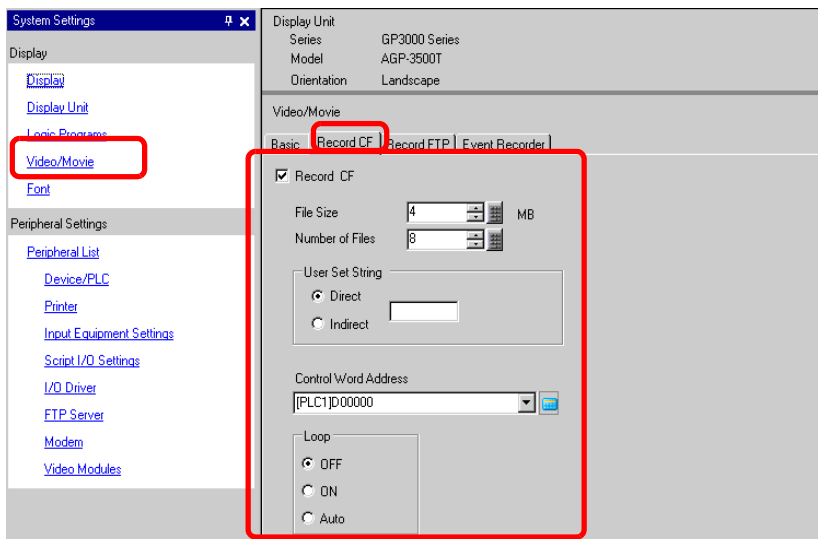 System Settings
Display
Display
Display Unit
Logic Programs
Video/Movie
Font
Peripheral Settings
Peripheral List
Device/PLC
Printer
Input Equipment Settings
Script I/O Settings
I/O Driver
FTP Server
Modem
Video Modules
Display Unit
Series GP3000 Series
Model AGP-3500T
Orientation Landscape
Video/Movie
Basic Record CF Record FTP Event Recorder
Record CF
File Size 4 MB
Number of Files 8
User Set String
Direct
Indirect
Control Word Address
[PLC1]D00000
Loop
OFF
ON
Auto